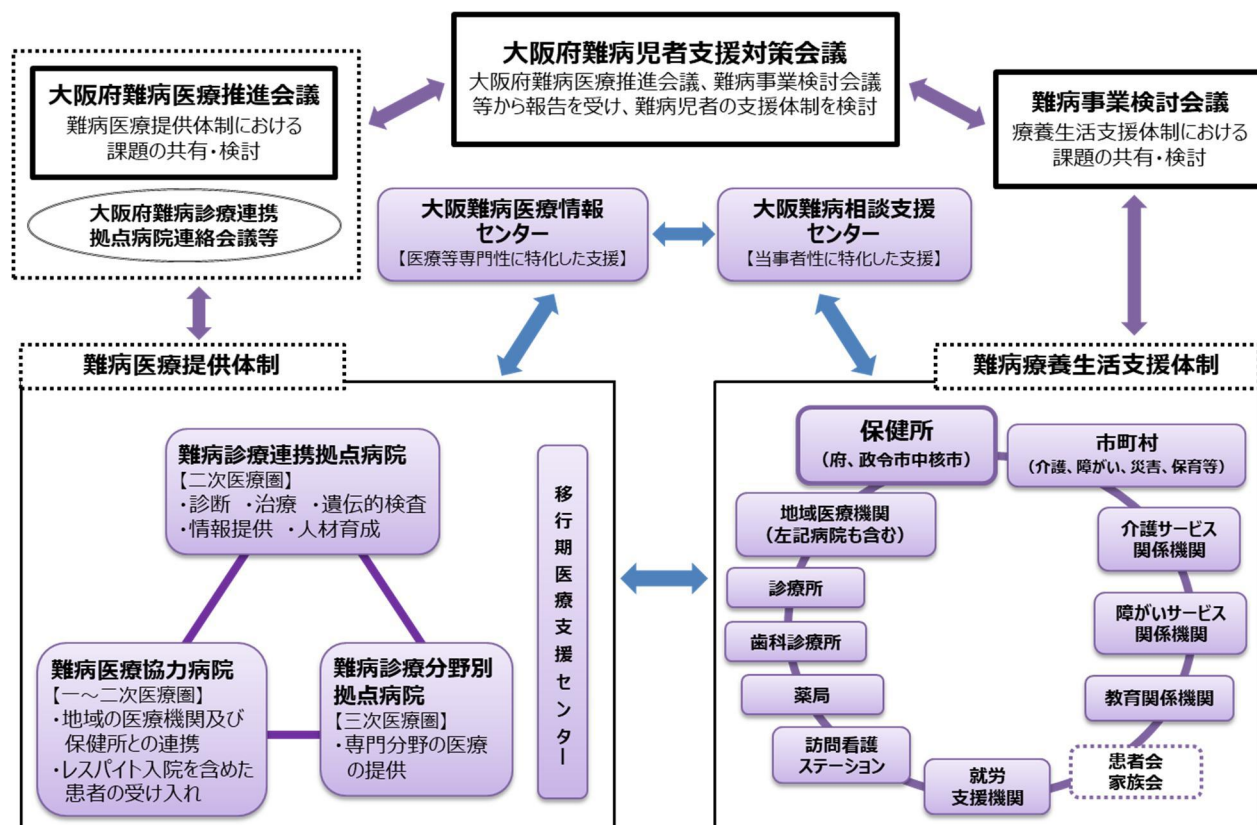 大阪府難病児者支援対策会議
大阪府難病医療推進会議、難病事業検討会議
等から報告を受け、難病児者の支援体制を検討
大阪府難病医療推進会議
難病医療提供体制における
課題の共有・検討
大阪府難病診療連携
拠点病院連絡会議等
難病事業検討会議
療養生活支援体制における
課題の共有・検討
大阪難病医療情報
センター
【医療等専門性に特化した支援】
大阪難病相談支援
センター
【当事者性に特化した支援】
難病医療提供体制
難病診療連携拠点病院
【二次医療圏】
・診断 ・治療 ・遺伝的検査
・情報提供 ・人材育成
難病医療協力病院
【一～二次医療圏】
・地域の医療機関及び
保健所との連携
・レスパイト入院を含めた
患者の受け入れ
難病診療分野別
拠点病院
【三次医療圏】
・専門分野の医療
の提供
移行期医療支援センター
難病療養生活支援体制
保健所
（府、政令市中核市）
市町村
（介護、障がい、災害、保育等）
地域医療機関
（左記病院も含む）
介護サービス
関係機関
診療所
障がいサービス
関係機関
歯科診療所
薬局
教育関係機関
訪問看護
ステーション
就労
支援機関
患者会
家族会